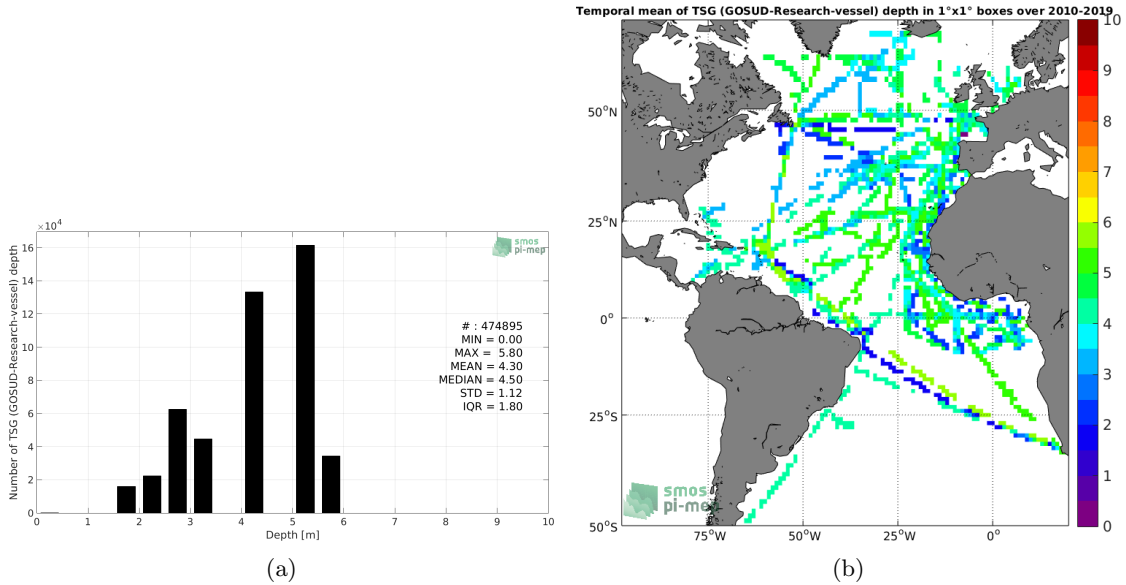 Temporal mean of TSG (GOSUD-Research-vessel) depth in 1°x1° boxes over 2010-2019
×10⁴
16
14
12
10
8
6
4
2
0
Number of TSG (GOSUD-Research-vessel) depth
0 1 2 3 4 5 6 7 8 9 10
Depth [m]
smos
pi-mep
# : 474895
MIN = 0.00
MAX = 5.80
MEAN = 4.30
MEDIAN = 4.50
STD = 1.12
IQR = 1.80
(a)
50°N
25°N
0°
25°S
50°S
75°W 50°W 25°W 0°
smos
pi-mep
10
9
8
7
6
5
4
3
2
1
0
(b)